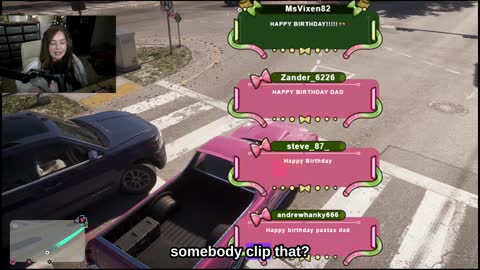 MsVixen82
HAPPY BIRTHDAY!!!!!
Zander_6226
HAPPY BIRTHDAY DAD
steve_87_
Happy Birthday
andrewhanky666
Happy birthday pastas dad
somebody clip that?